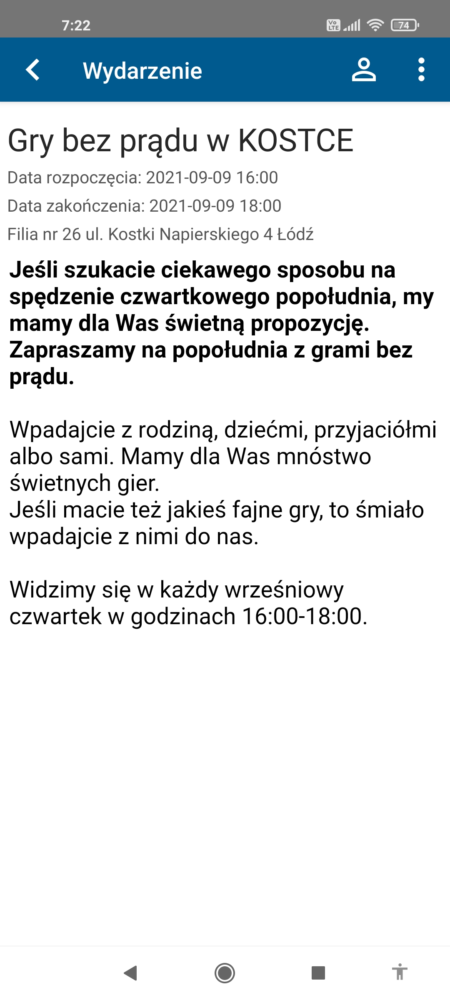 7:22
Vo LTE
74
Wydarzenie
Gry bez prądu w KOSTCE
Data rozpoczęcia: 2021-09-09 16:00
Data zakończenia: 2021-09-09 18:00
Filia nr 26 ul. Kostki Napierskiego 4 Łódź
Jeśli szukacie ciekawego sposobu na
spędzenie czwartkowego popołudnia, my
mamy dla Was świetną propozycję.
Zapraszamy na popołudnia z grami bez
prądu.
Wpadajcie z rodziną, dziećmi, przyjaciółmi
albo sami. Mamy dla Was mnóstwo
świetnych gier.
Jeśli macie też jakieś fajne gry, to śmiało
wpadajcie z nimi do nas.
Widzimy się w każdy wrześniowy
czwartek w godzinach 16:00-18:00.